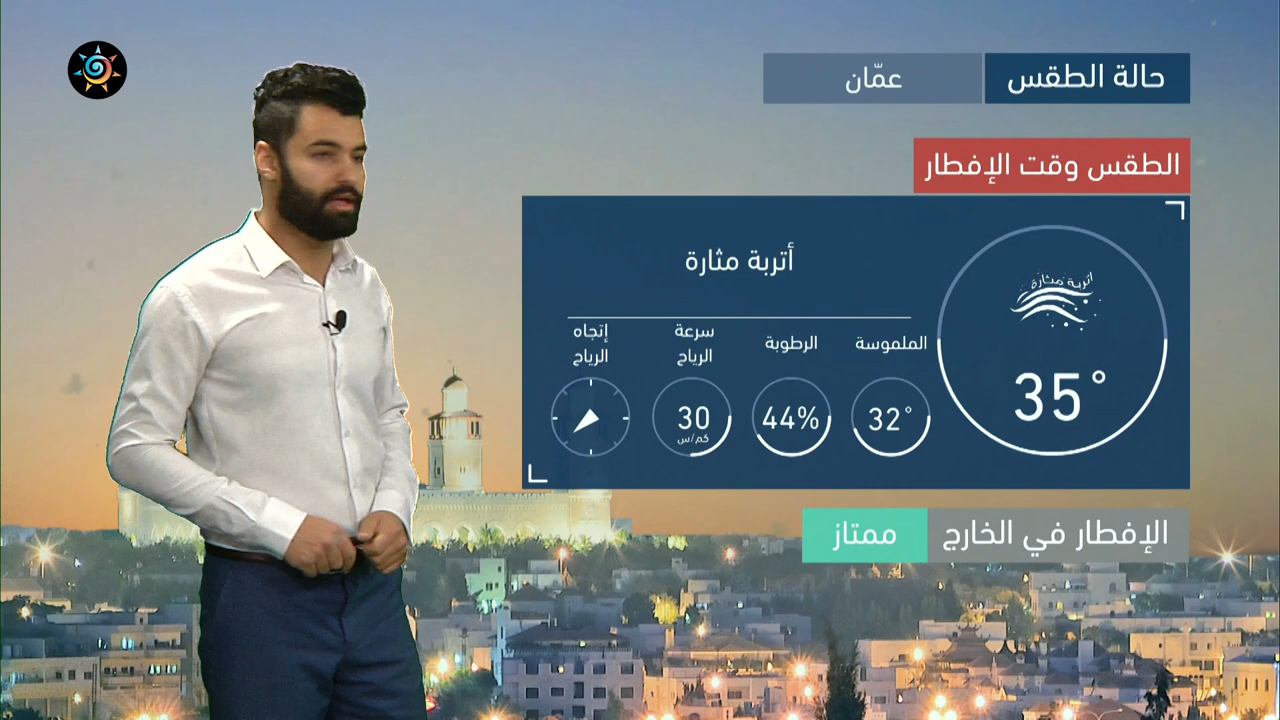 حالة الطقس
عمّان
الطقس وقت الإفطار
أتربة مثارة
أتربة مثارة
35°
الملموسة
32°
الرطوبة
44%
سرعة
الرياح
30
كم/س
إتجاه
الرياح
الإفطار في الخارج
ممتاز